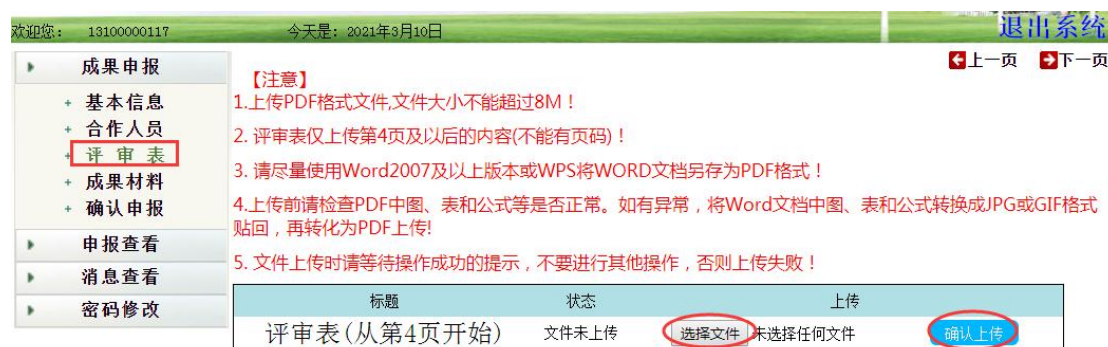 欢迎您： 13100000117 今天是：2021年3月10日 退出系统
上一页 下一页
成果申报
+ 基本信息
+ 合作人员
+ 评 审 表
+ 成果材料
+ 确认申报
申报查看
消息查看
密码修改
【注意】
1.上传PDF格式文件,文件大小不能超过8M！
2. 评审表仅上传第4页及以后的内容(不能有页码)！
3. 请尽量使用Word2007及以上版本或WPS将WORD文档另存为PDF格式！
4.上传前请检查PDF中图、表和公式等是否正常。如有异常，将Word文档中图、表和公式转换成JPG或GIF格式
贴回，再转化为PDF上传!
5. 文件上传时请等待操作成功的提示，不要进行其他操作，否则上传失败！
标题 状态 上传
评审表(从第4页开始) 文件未上传 选择文件 未选择任何文件 确认上传